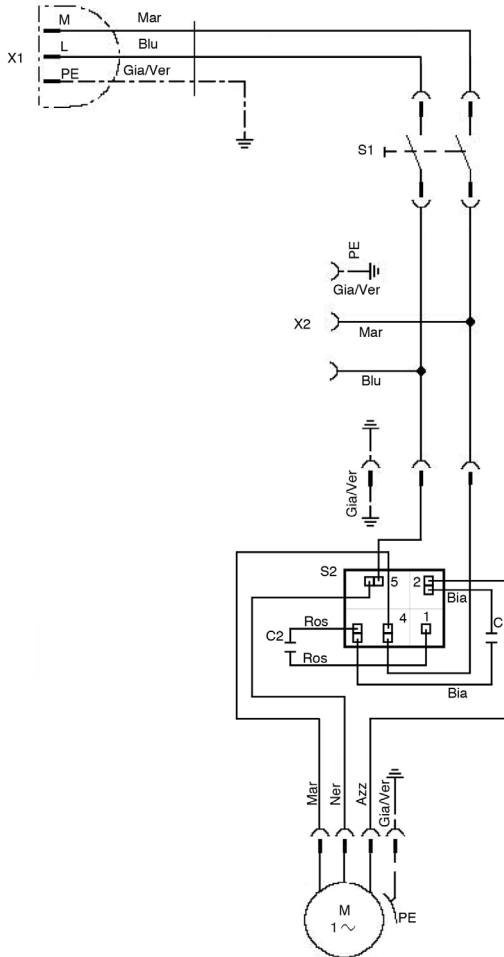 M
Mar
L
Blu
X1
PE
Gia/Ver
S1
PE
Gia/Ver
X2
Mar
Blu
Gia/Ver
S2
5
2
Bia
Ros
4
1
C2
C
Ros
Bia
Mar
Ner
Azz
Gia/Ver
M
1 ~
PE